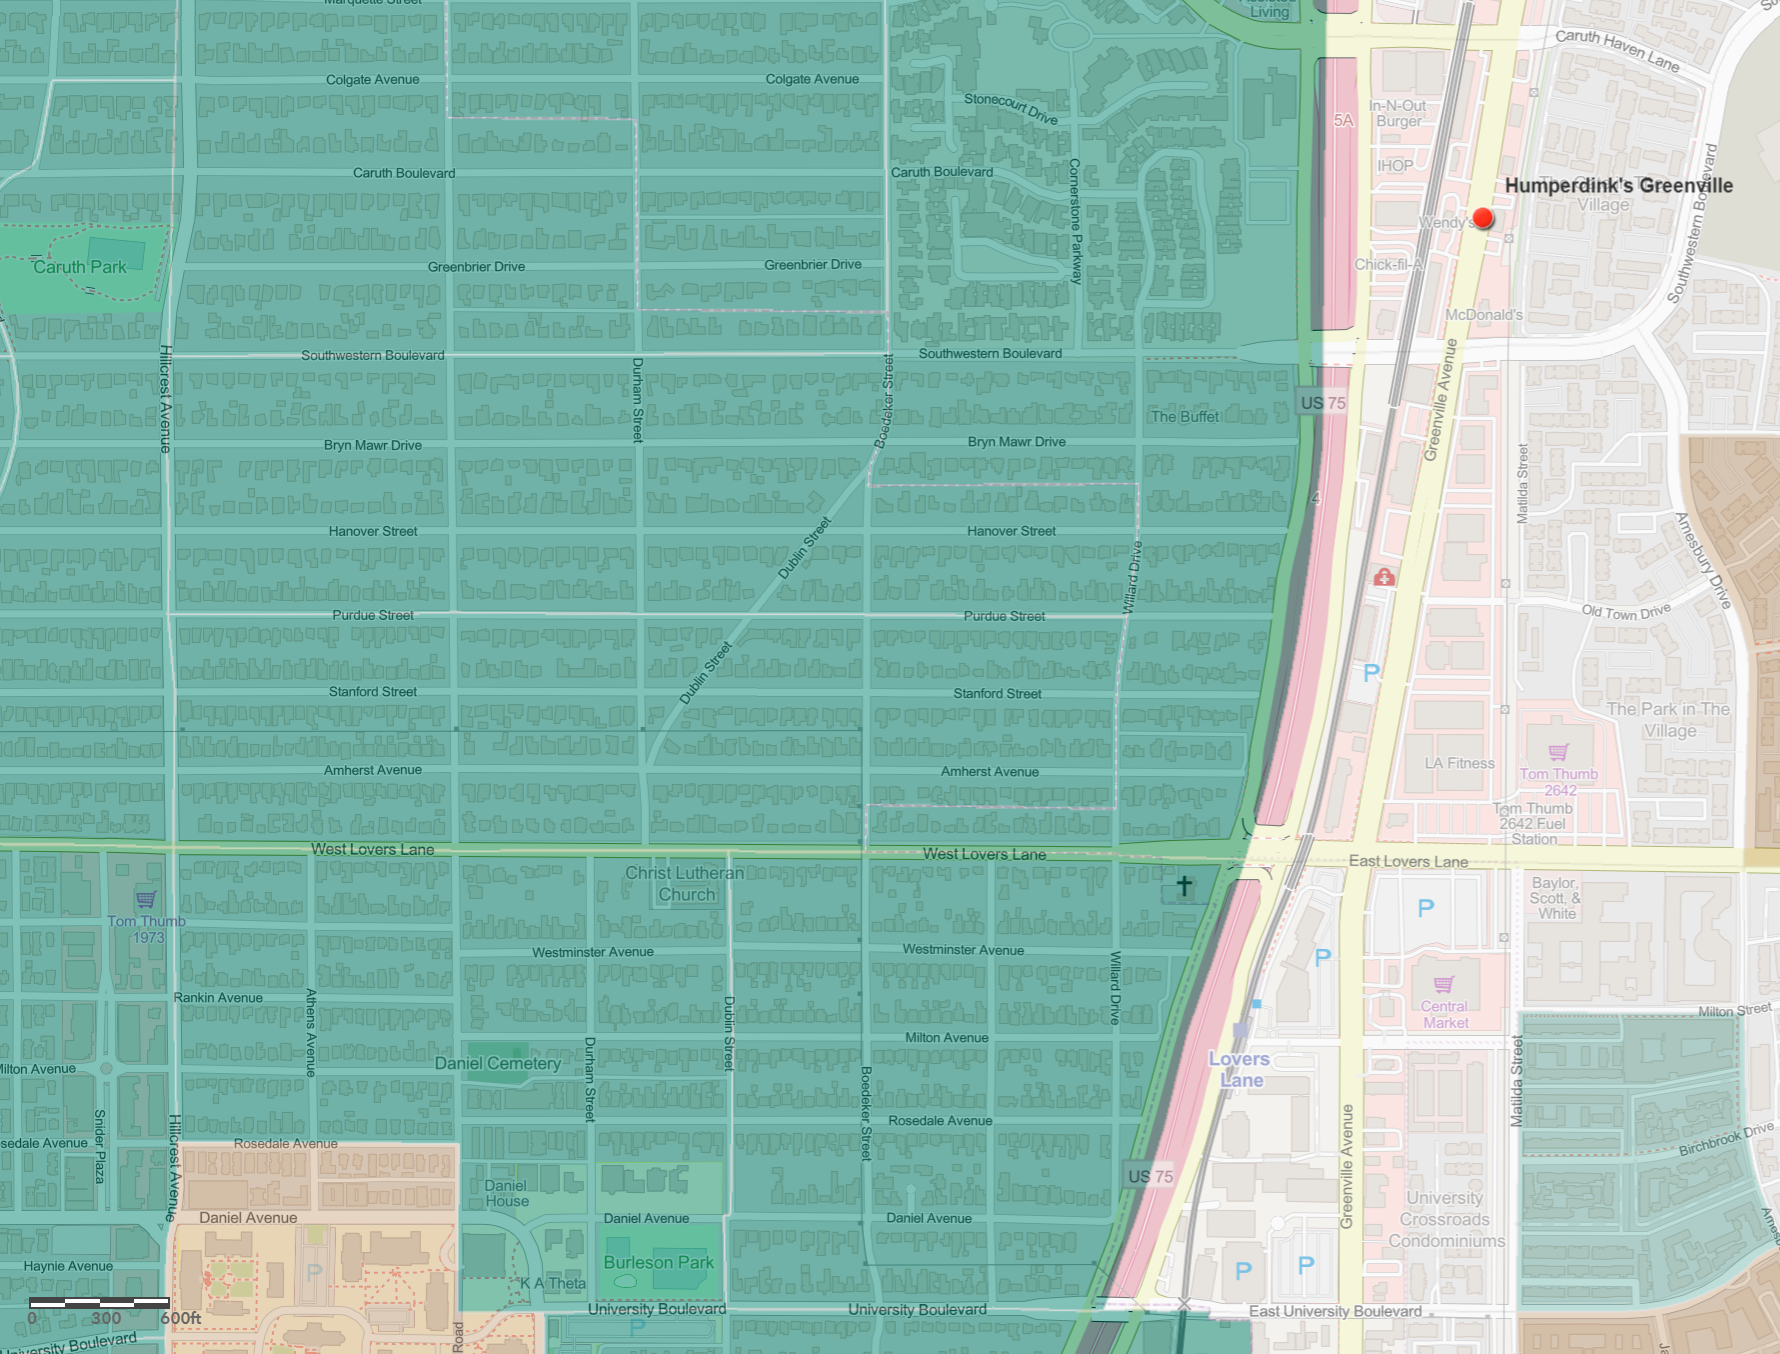 Marquette Street
Assisted
Living
Caruth Haven Lane
Colgate Avenue
Colgate Avenue
Stonecourt Drive
5A
In-N-Out
Burger
IHOP
Caruth Boulevard
Caruth Boulevard
Cornerstone Parkway
Humperdink's Greenville
Village
Wendy's
Southwestern Boulevard
Caruth Park
Greenbrier Drive
Greenbrier Drive
Chick-fil-A
McDonald's
Southwestern Boulevard
Southwestern Boulevard
Hillcrest Avenue
Durham Street
Boedeker Street
US 75
Greenville Avenue
The Buffet
Bryn Mawr Drive
Bryn Mawr Drive
Matilda Street
4
Hanover Street
Dublin Street
Hanover Street
Willard Drive
Amesbury Drive
Purdue Street
Purdue Street
Old Town Drive
Dublin Street
P
Stanford Street
Stanford Street
The Park in The
Village
Amherst Avenue
Amherst Avenue
LA Fitness
Tom Thumb
2642
Tom Thumb
2642 Fuel
Station
West Lovers Lane
West Lovers Lane
East Lovers Lane
Christ Lutheran
Church
Baylor,
Scott, &
White
P
Tom Thumb
1973
Westminster Avenue
Westminster Avenue
P
Rankin Avenue
Athens Avenue
Dublin Street
Willard Drive
Central
Market
Milton Street
Milton Avenue
Milton Avenue
Daniel Cemetery
Durham Street
Boedeker Street
Lovers
Lane
Matilda Street
Snider Plaza
Hillcrest Avenue
Rosedale Avenue
Rosedale Avenue
sedale Avenue
Birchbrook Drive
US 75
Greenville Avenue
Daniel
House
University
Crossroads
Condominiums
Daniel Avenue
Daniel Avenue
Daniel Avenue
Haynie Avenue
P
K A Theta
Burleson Park
P
P
0 300 600ft
University Boulevard
University Boulevard
East University Boulevard
University Boulevard
Road
P